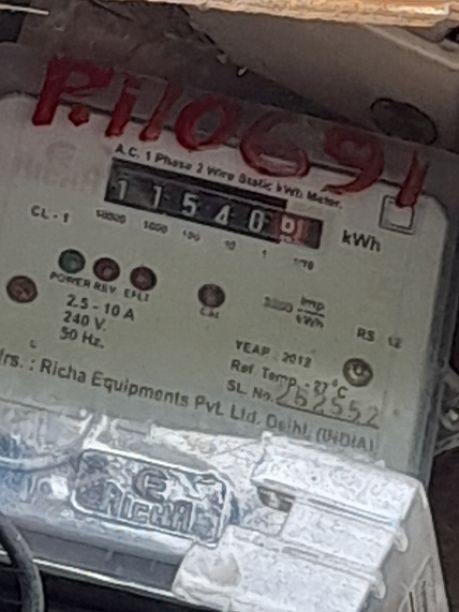 P.110691
A.C. 1 Phase 2 Wire Static kWh Meter.
1 1 5 4 0
kWh
CL - 1
10000 1000 100 10 1 1/10
POWER REV. E/L1
CAL
imp/kWh
2.5 - 10 A
240 V.
50 Hz.
RS
YEAR : 2012
Ref. Temp. : 27°C
SL. No. 262552
Mrs. : Richa Equipments Pvt. Ltd. Delhi. (INDIA)
RICHA